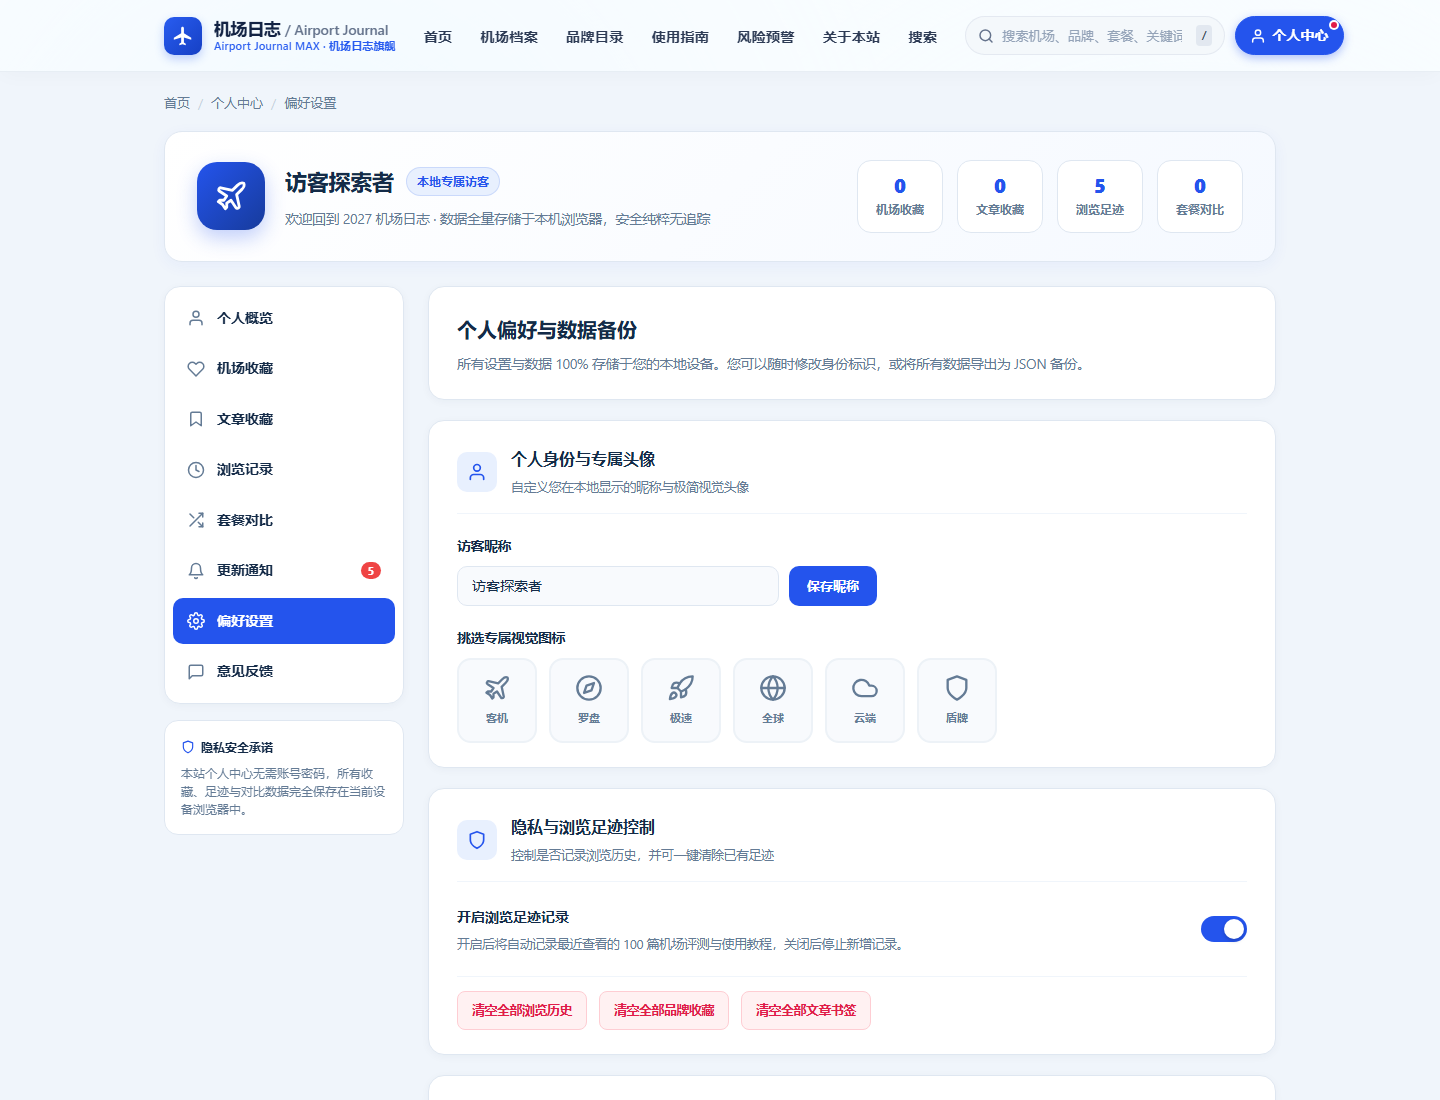 机场日志 / Airport Journal
Airport Journal MAX · 机场日志旗舰
首页
机场档案
品牌目录
使用指南
风险预警
关于本站
搜索
搜索机场、品牌、套餐、关键词
/
个人中心
首页 / 个人中心 / 偏好设置
访客探索者
本地专属访客
欢迎回到 2027 机场日志 · 数据全量存储于本机浏览器，安全纯粹无追踪
0
机场收藏
0
文章收藏
5
浏览足迹
0
套餐对比
个人概览
机场收藏
文章收藏
浏览记录
套餐对比
更新通知
5
偏好设置
意见反馈
隐私安全承诺
本站个人中心无需账号密码，所有收
藏、足迹与对比数据完全保存在当前设
备浏览器中。
个人偏好与数据备份
所有设置与数据 100% 存储于您的本地设备。您可以随时修改身份标识，或将所有数据导出为 JSON 备份。
个人身份与专属头像
自定义您在本地显示的昵称与极简视觉头像
访客昵称
访客探索者
保存昵称
挑选专属视觉图标
客机
罗盘
极速
全球
云端
盾牌
隐私与浏览足迹控制
控制是否记录浏览历史，并可一键清除已有足迹
开启浏览足迹记录
开启后将自动记录最近查看的 100 篇机场评测与使用教程，关闭后停止新增记录。
清空全部浏览历史
清空全部品牌收藏
清空全部文章书签